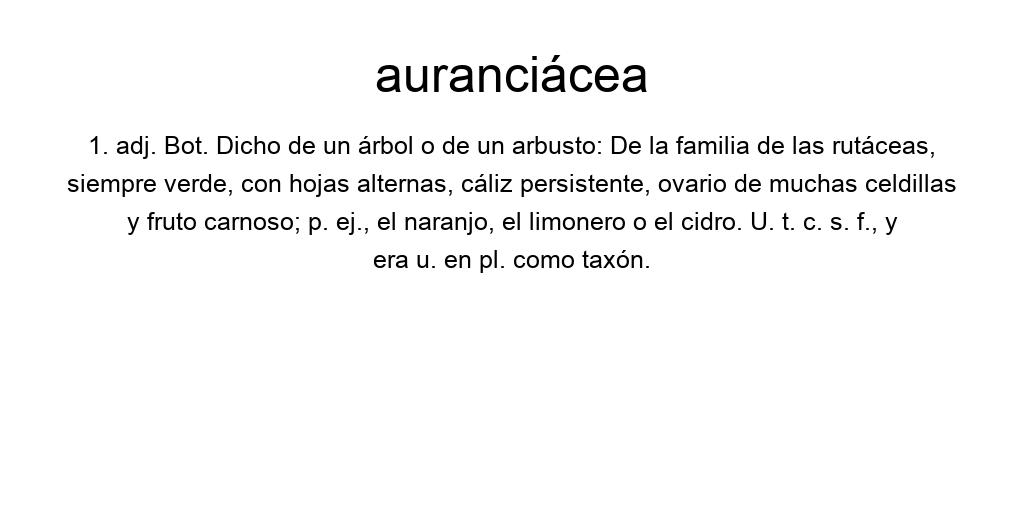 auranciácea
1. adj. Bot. Dicho de un árbol o de un arbusto: De la familia de las rutáceas,
siempre verde, con hojas alternas, cáliz persistente, ovario de muchas celdillas
y fruto carnoso; p. ej., el naranjo, el limonero o el cidro. U. t. c. s. f., y
era u. en pl. como taxón.